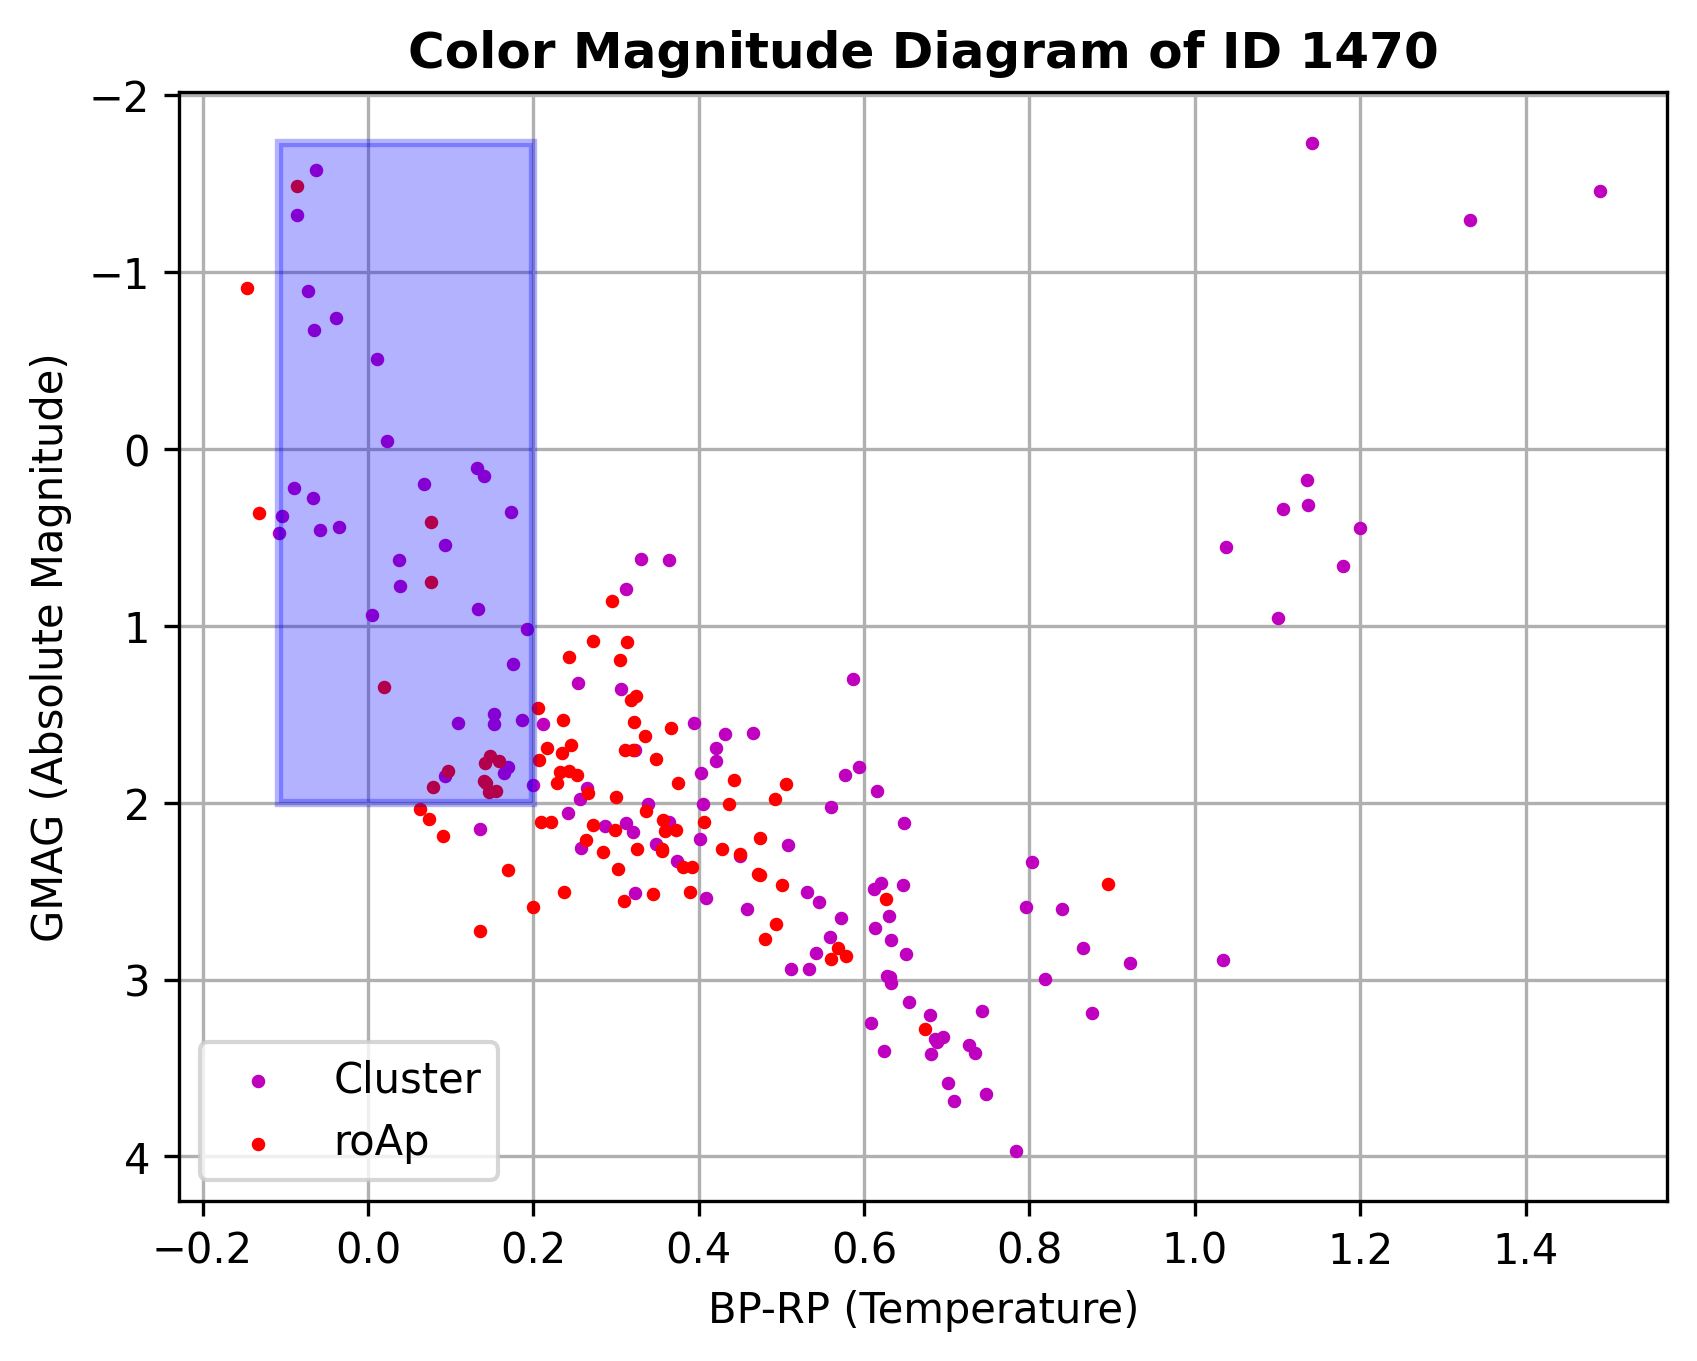 Color Magnitude Diagram of ID 1470
−2
−1
0
1
2
3
4
GMAG (Absolute Magnitude)
Cluster
roAp
−0.2 0.0 0.2 0.4 0.6 0.8 1.0 1.2 1.4
BP-RP (Temperature)